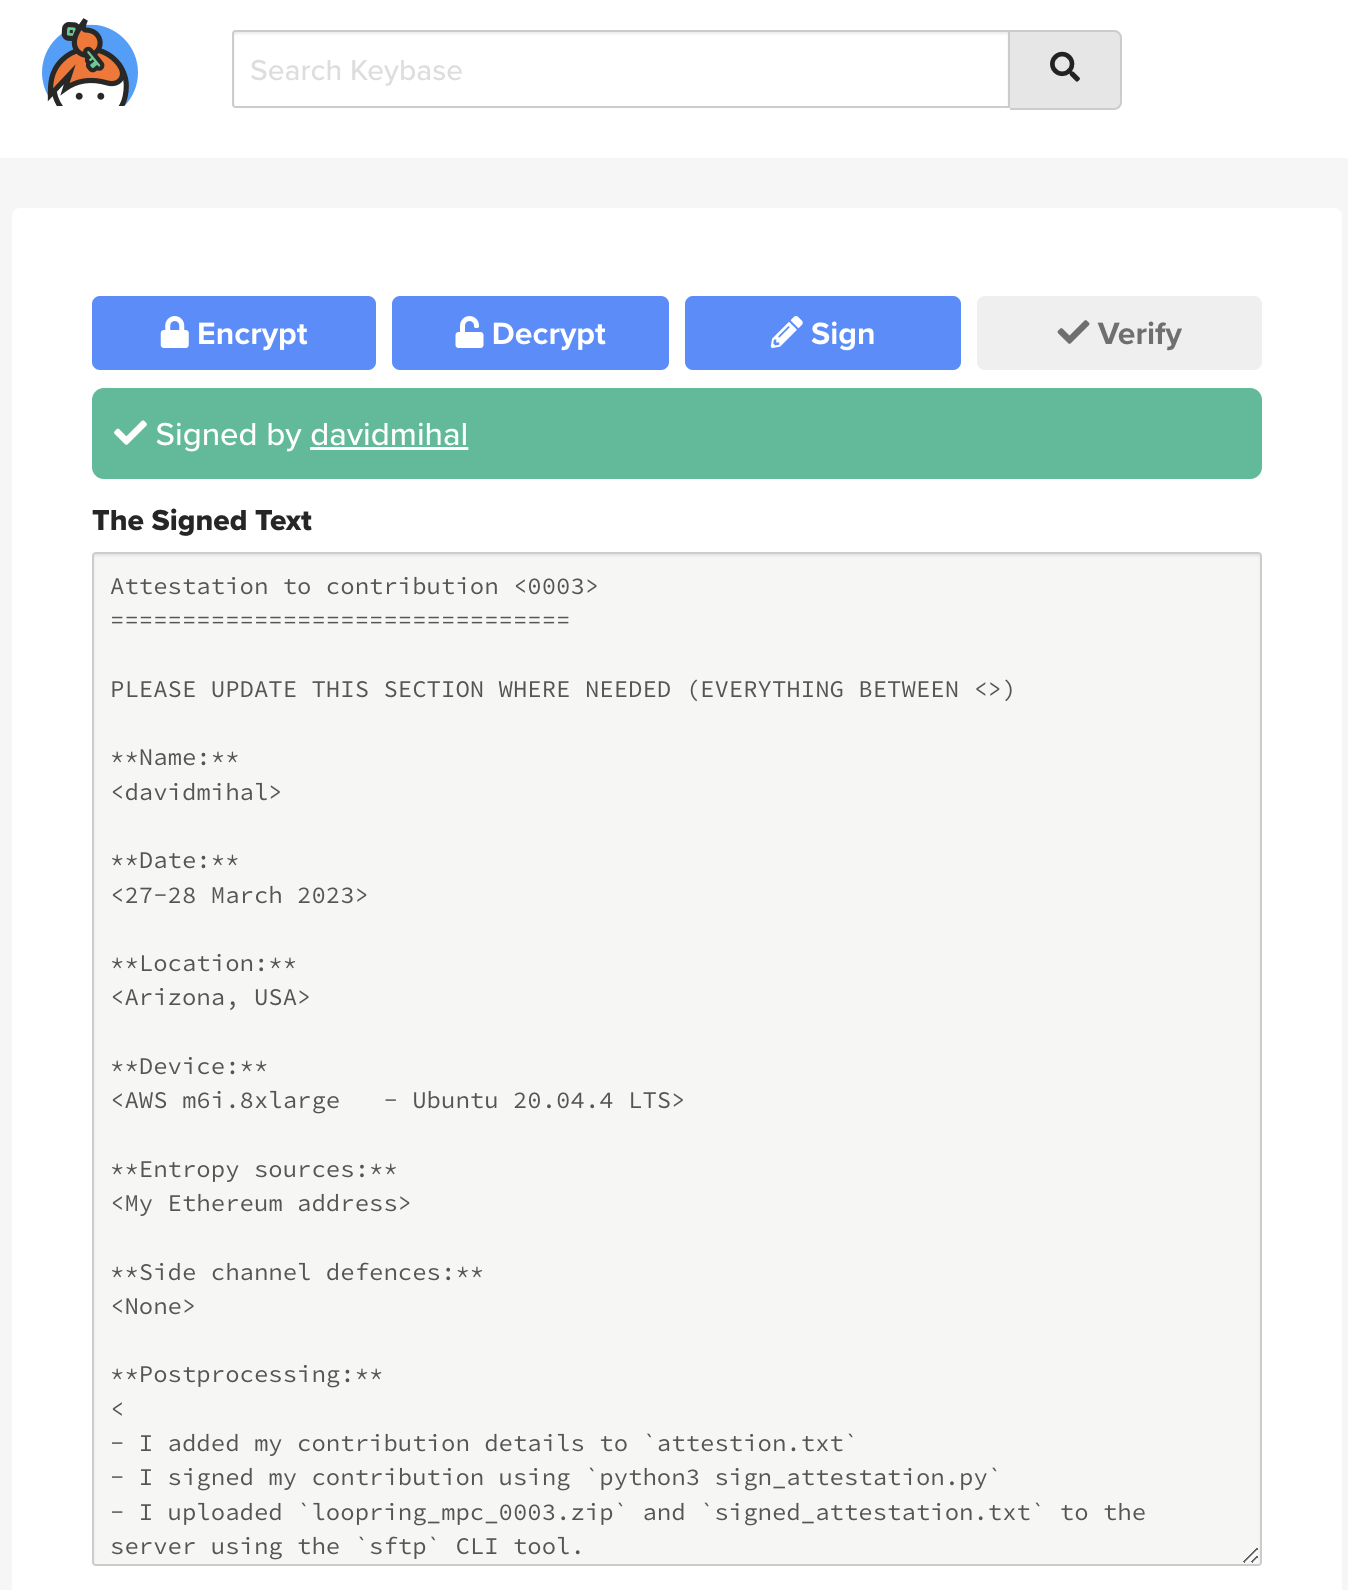 Search Keybase
Encrypt
Decrypt
Sign
Verify
Signed by davidmihal
The Signed Text
Attestation to contribution <0003>
================================
PLEASE UPDATE THIS SECTION WHERE NEEDED (EVERYTHING BETWEEN <>)
**Name:**
<davidmihal>
**Date:**
<27-28 March 2023>
**Location:**
<Arizona, USA>
**Device:**
<AWS m6i.8xlarge   - Ubuntu 20.04.4 LTS>
**Entropy sources:**
<My Ethereum address>
**Side channel defences:**
<None>
**Postprocessing:**
<
- I added my contribution details to `attestion.txt`
- I signed my contribution using `python3 sign_attestation.py`
- I uploaded `loopring_mpc_0003.zip` and `signed_attestation.txt` to the
server using the `sftp` CLI tool.